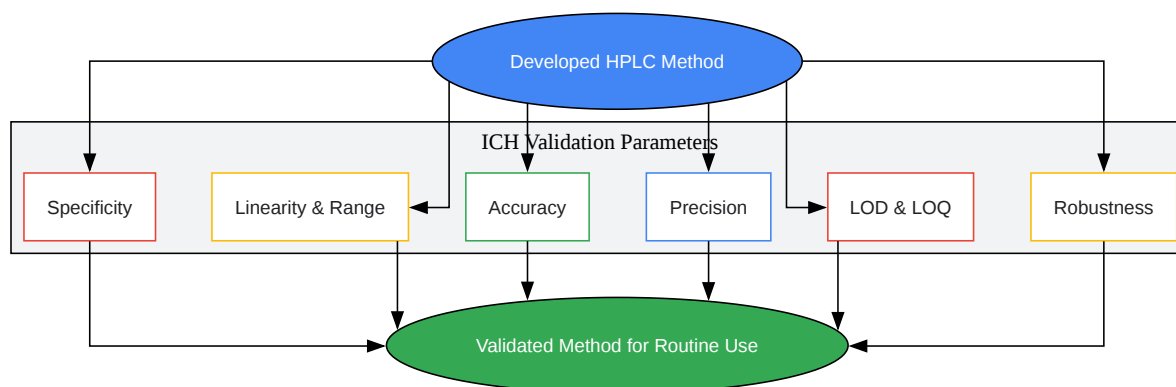 Developed HPLC Method
ICH Validation Parameters
Specificity
Linearity & Range
Accuracy
Precision
LOD & LOQ
Robustness
Validated Method for Routine Use